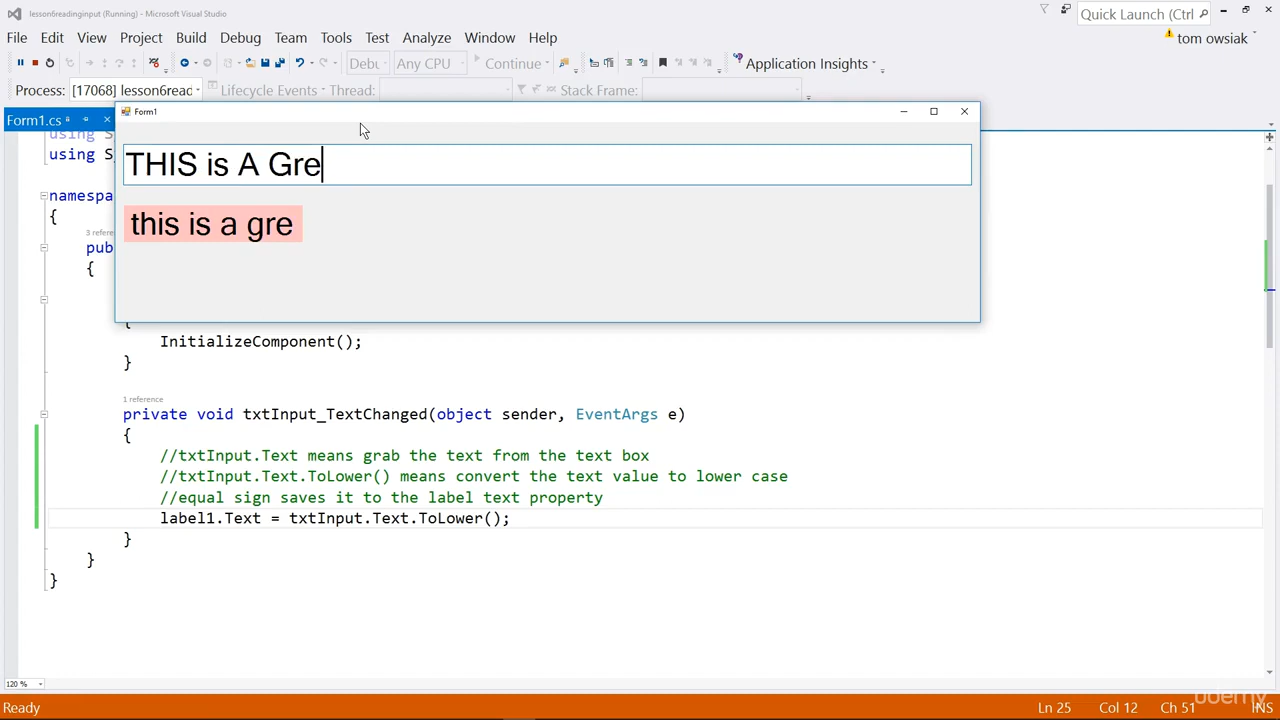 lesson6readinginput (Running) - Microsoft Visual Studio
Quick Launch (Ctrl
File Edit View Project Build Debug Team Tools Test Analyze Window Help
tom owsiak
Debu Any CPU Continue Application Insights
Process: [17068] lesson6read Lifecycle Events Thread: Stack Frame:
Form1.cs
Form1
using S
THIS is A Gre
using S
namespa
this is a gre
{
3 refere
pub
{
{
InitializeComponent();
}
1 reference
private void txtInput_TextChanged(object sender, EventArgs e)
{
//txtInput.Text means grab the text from the text box
//txtInput.Text.ToLower() means convert the text value to lower case
//equal sign saves it to the label text property
label1.Text = txtInput.Text.ToLower();
}
}
}
120 %
udemy
Ready Ln 25 Col 12 Ch 51 INS